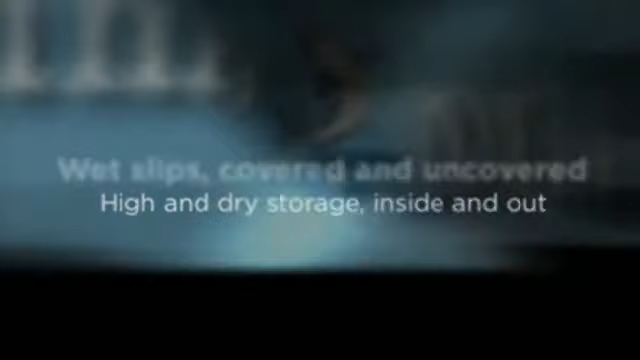 Wet slips, covered and uncovered
High and dry storage, inside and out